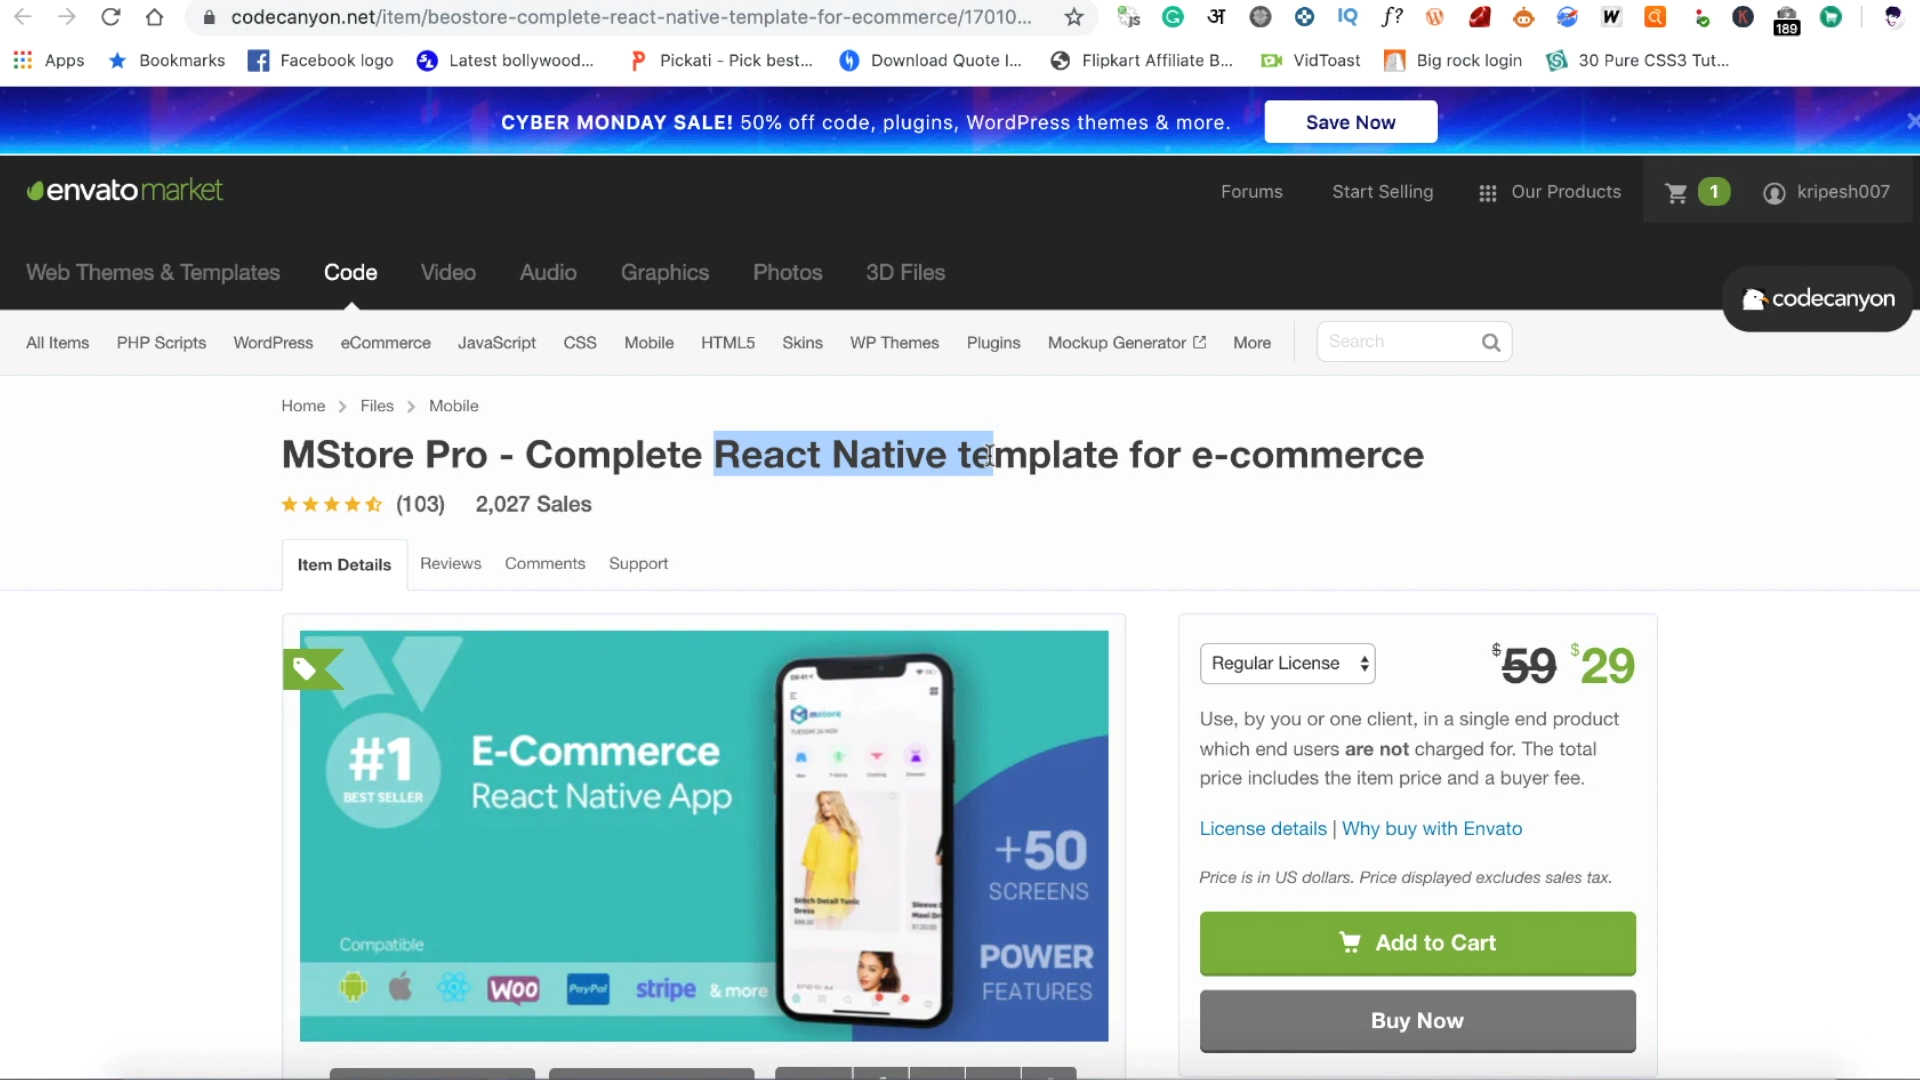 codecanyon.net/item/beostore-complete-react-native-template-for-ecommerce/17010...
IQ
f?
W
K
189
Apps
Bookmarks
Facebook logo
Latest bollywood...
Pickati - Pick best...
Download Quote I...
Flipkart Affiliate B...
VidToast
Big rock login
30 Pure CSS3 Tut...
CYBER MONDAY SALE! 50% off code, plugins, WordPress themes & more.
Save Now
envatomarket
Forums
Start Selling
Our Products
1
kripesh007
Web Themes & Templates
Code
Video
Audio
Graphics
Photos
3D Files
codecanyon
All Items
PHP Scripts
WordPress
eCommerce
JavaScript
CSS
Mobile
HTML5
Skins
WP Themes
Plugins
Mockup Generator
More
Search
Home > Files > Mobile
MStore Pro - Complete React Native template for e-commerce
(103)
2,027 Sales
Item Details
Reviews
Comments
Support
#1
BEST SELLER
E-Commerce
React Native App
mstore
+50
SCREENS
POWER
FEATURES
Stitch Detail Tunic
Dress
Compatible
WOO
PayPal
stripe
& more
Regular License
$59
$29
Use, by you or one client, in a single end product
which end users are not charged for. The total
price includes the item price and a buyer fee.
License details | Why buy with Envato
Price is in US dollars. Price displayed excludes sales tax.
Add to Cart
Buy Now